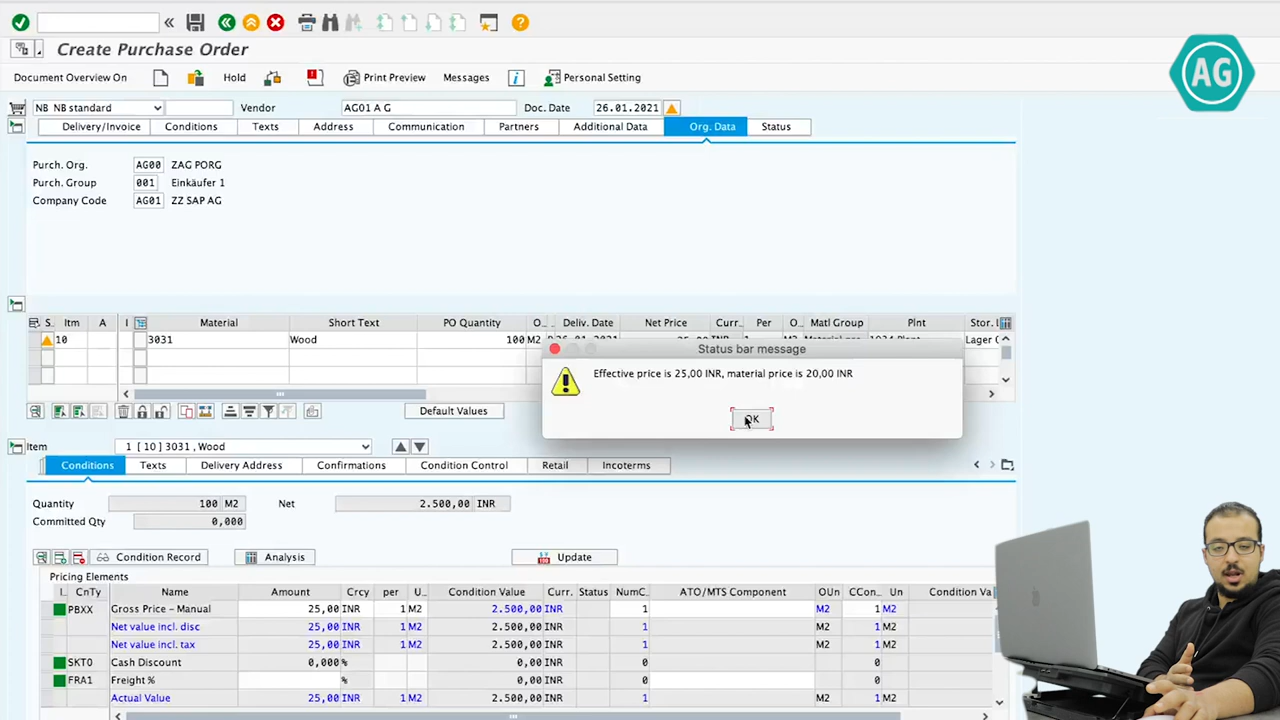 AG
Create Purchase Order
Document Overview On Hold Print Preview Messages Personal Setting
NB NB standard Vendor AG01 A G Doc. Date 26.01.2021
Delivery/Invoice Conditions Texts Address Communication Partners Additional Data Org. Data Status
Purch. Org. AG00 ZAG PORG
Purch. Group 001 Einkäufer 1
Company Code AG01 ZZ SAP AG
S.. Itm A I Material Short Text PO Quantity O... Deliv. Date Net Price Curr... Per O... Matl Group Plnt Stor. L
10 3031 Wood 100 M2 Lager
Status bar message
Effective price is 25,00 INR, material price is 20,00 INR
OK
Default Values
Item 1 [ 10 ] 3031 , Wood
Conditions Texts Delivery Address Confirmations Condition Control Retail Incoterms
Quantity 100 M2 Net 2.500,00 INR
Committed Qty 0,000
Condition Record Analysis Update
Pricing Elements
I.. CnTy Name Amount Crcy per U... Condition Value Curr. Status NumC... ATO/MTS Component OUn CCon... Un Condition Va
PBXX Gross Price - Manual 25,00 INR 1 M2 2.500,00 INR 1 M2 1 M2
Net value incl. disc 25,00 INR 1 M2 2.500,00 INR 1 M2 1 M2
Net value incl. tax 25,00 INR 1 M2 2.500,00 INR 1 M2 1 M2
SKT0 Cash Discount 0,000 % 0,00 INR 0 0
FRA1 Freight % % 0,00 INR 0 0
Actual Value 25,00 INR 1 M2 2.500,00 INR 1 M2 1 M2